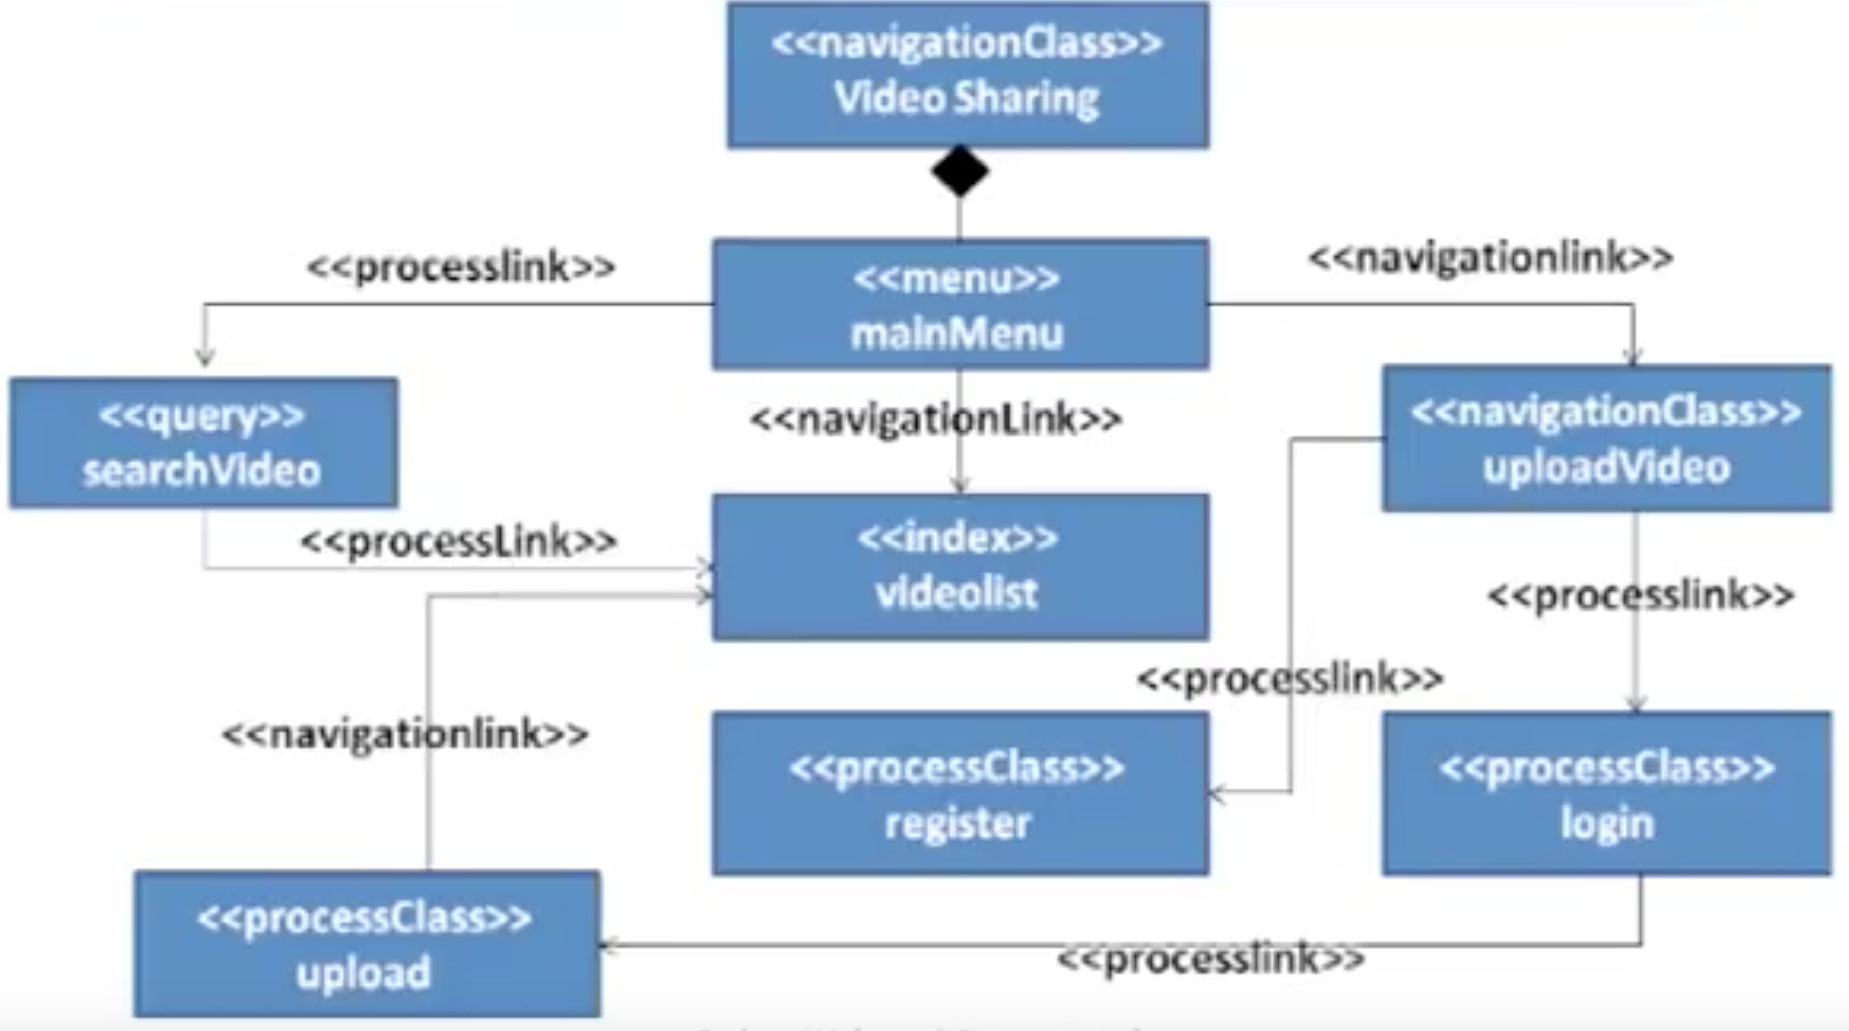 <<navigationClass>>
Video Sharing
<<processlink>>
<<menu>>
mainMenu
<<navigationlink>>
<<query>>
searchVideo
<<navigationLink>>
<<navigationClass>>
uploadVideo
<<processLink>>
<<index>>
videolist
<<processlink>>
<<processlink>>
<<navigationlink>>
<<processClass>>
register
<<processClass>>
login
<<processClass>>
upload
<<processlink>>